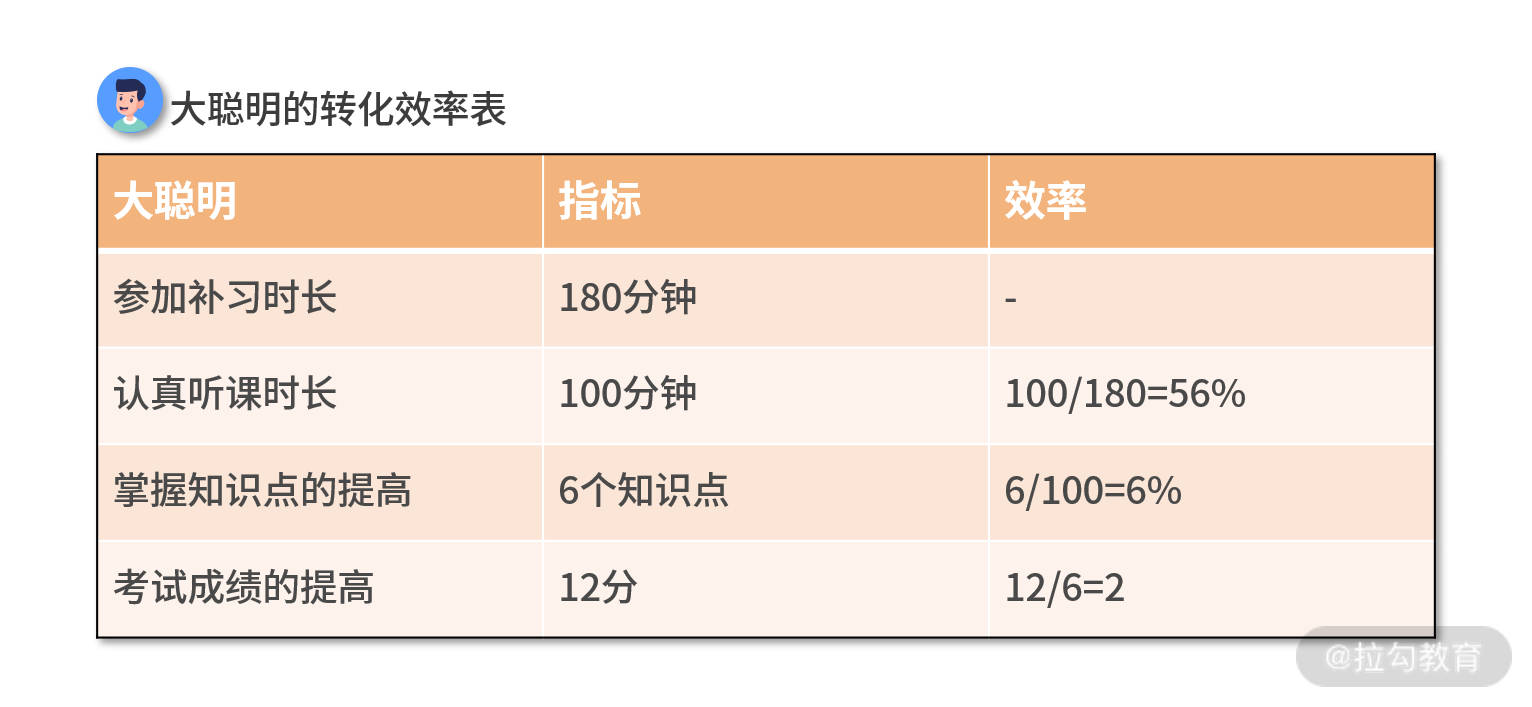 大聪明的转化效率表
大聪明 指标 效率
参加补习时长 180分钟 -
认真听课时长 100分钟 100/180=56%
掌握知识点的提高 6个知识点 6/100=6%
考试成绩的提高 12分 12/6=2
@拉勾教育